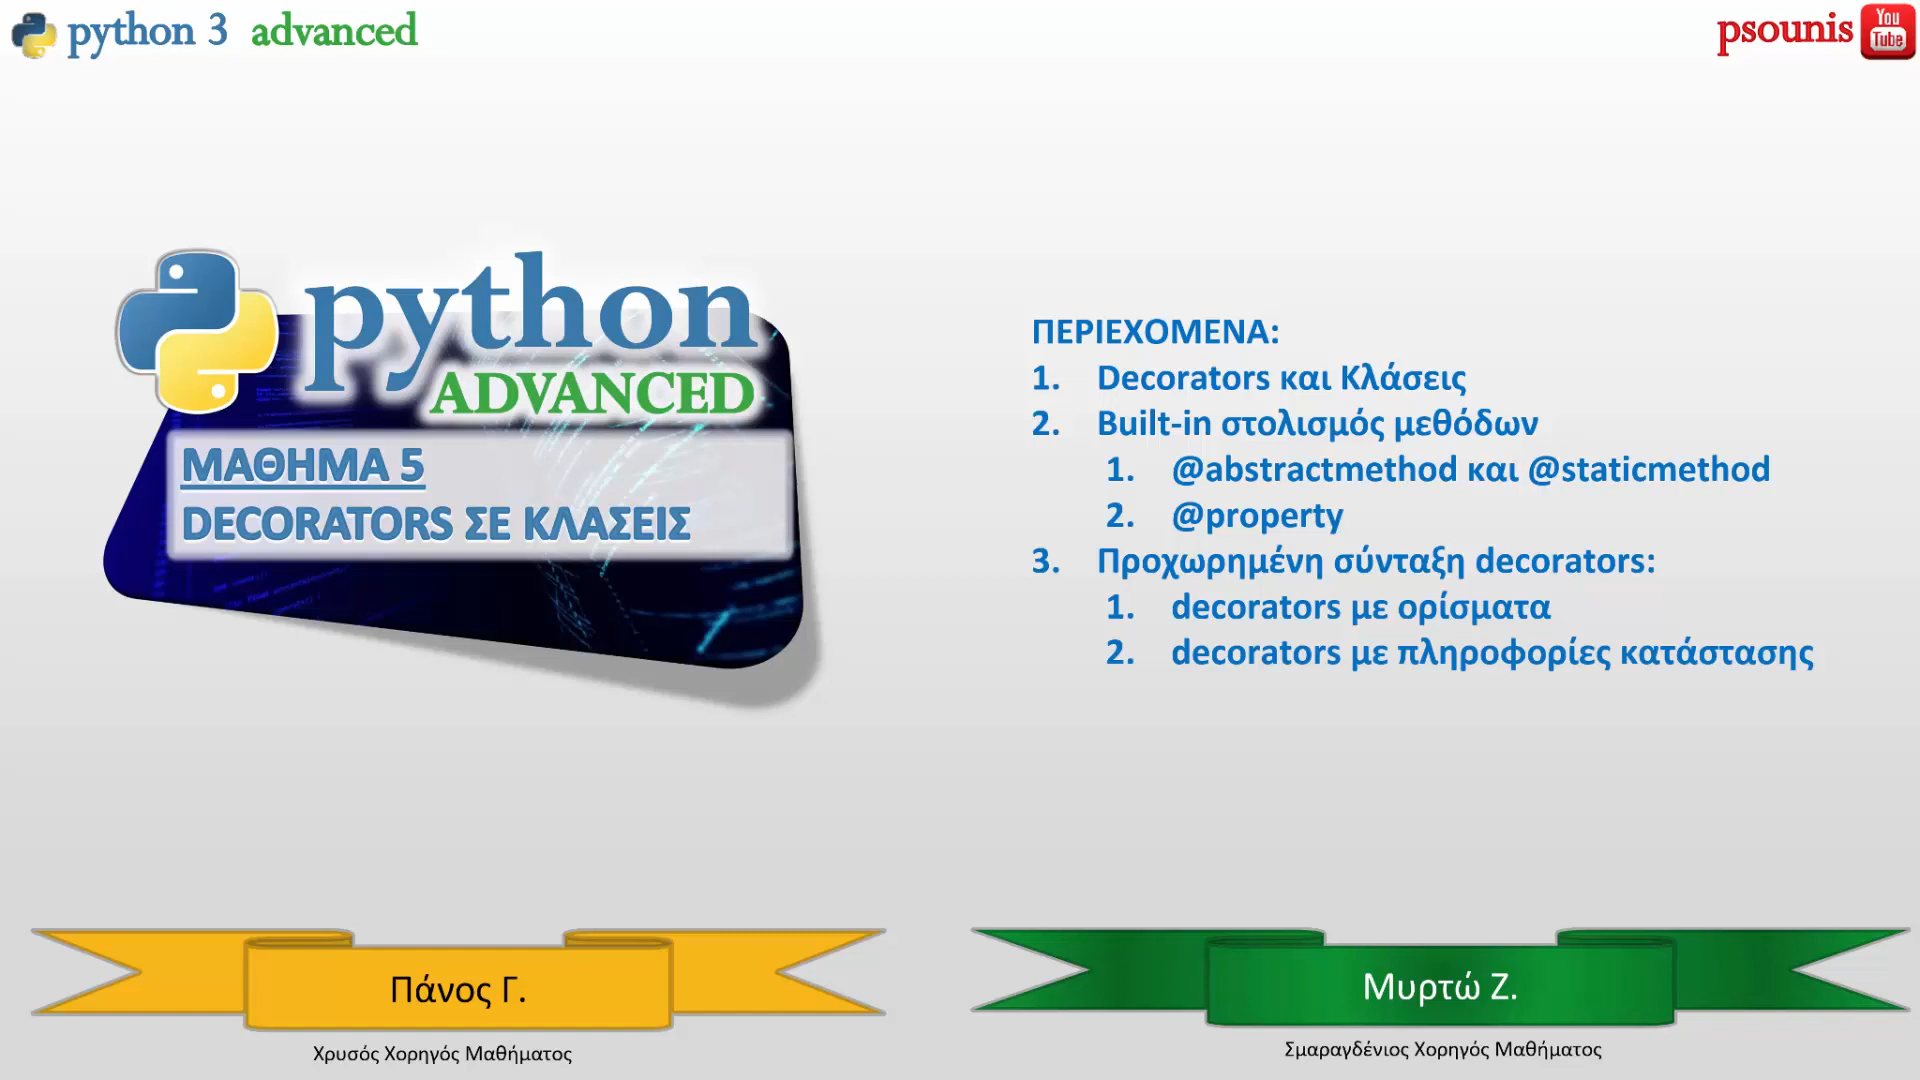 python 3 advanced
psounis You Tube
python
ADVANCED
ΜΑΘΗΜΑ 5
DECORATORS ΣΕ ΚΛΑΣΕΙΣ
ΠΕΡΙΕΧΟΜΕΝΑ:
1. Decorators και Κλάσεις
2. Built-in στολισμός μεθόδων
1. @abstractmethod και @staticmethod
2. @property
3. Προχωρημένη σύνταξη decorators:
1. decorators με ορίσματα
2. decorators με πληροφορίες κατάστασης
Πάνος Γ.
Χρυσός Χορηγός Μαθήματος
Μυρτώ Ζ.
Σμαραγδένιος Χορηγός Μαθήματος